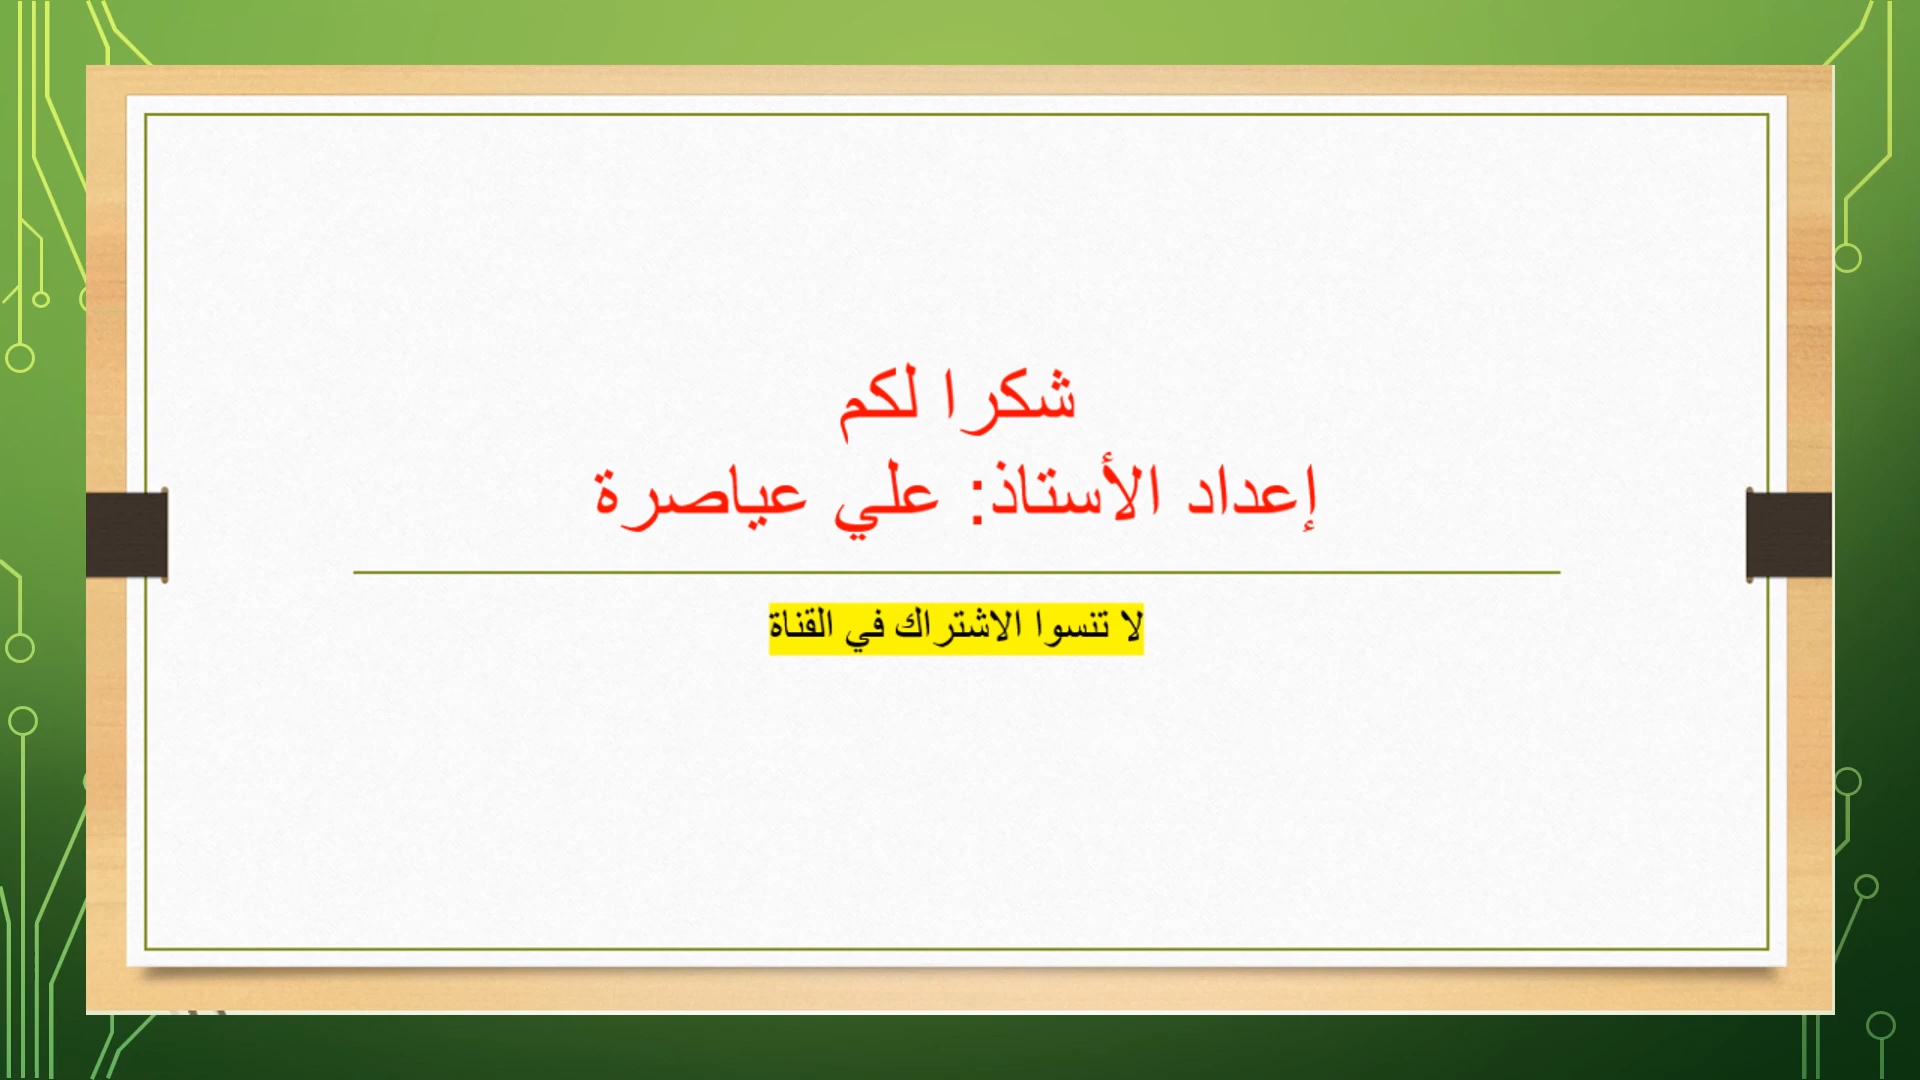 شكرا لكم
إعداد الأستاذ: علي عياصرة
لا تنسوا الاشتراك في القناة